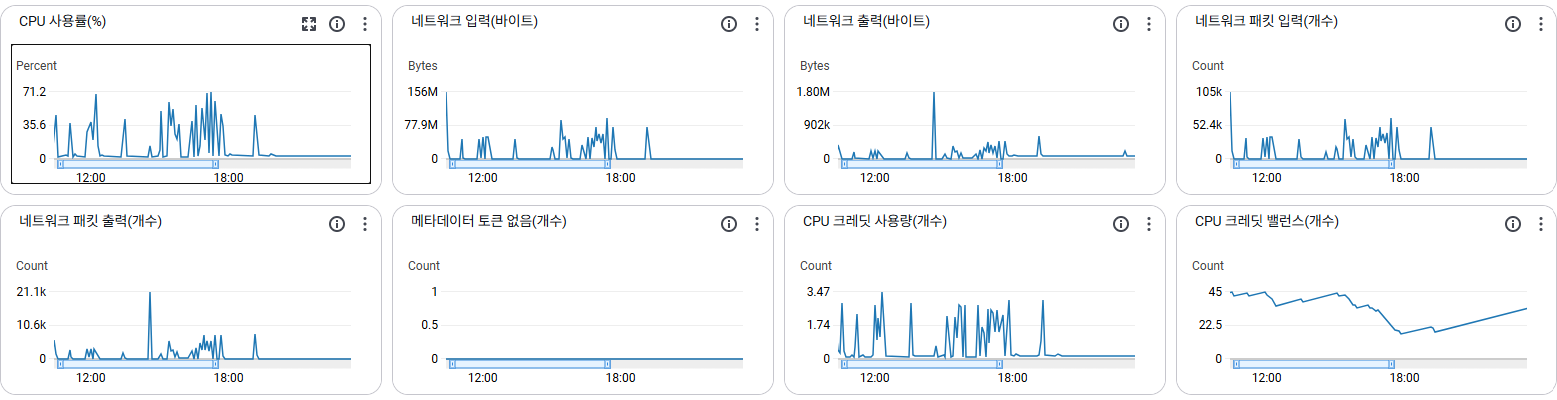 CPU 사용률(%)
Percent
71.2
35.6
0
12:00
18:00
네트워크 입력(바이트)
Bytes
156M
77.9M
0
12:00
18:00
네트워크 출력(바이트)
Bytes
1.80M
902k
0
12:00
18:00
네트워크 패킷 입력(개수)
Count
105k
52.4k
0
12:00
18:00
네트워크 패킷 출력(개수)
Count
21.1k
10.6k
0
12:00
18:00
메타데이터 토큰 없음(개수)
Count
1
0.5
0
12:00
18:00
CPU 크레딧 사용량(개수)
Count
3.47
1.74
0
12:00
18:00
CPU 크레딧 밸런스(개수)
Count
45
22.5
0
12:00
18:00